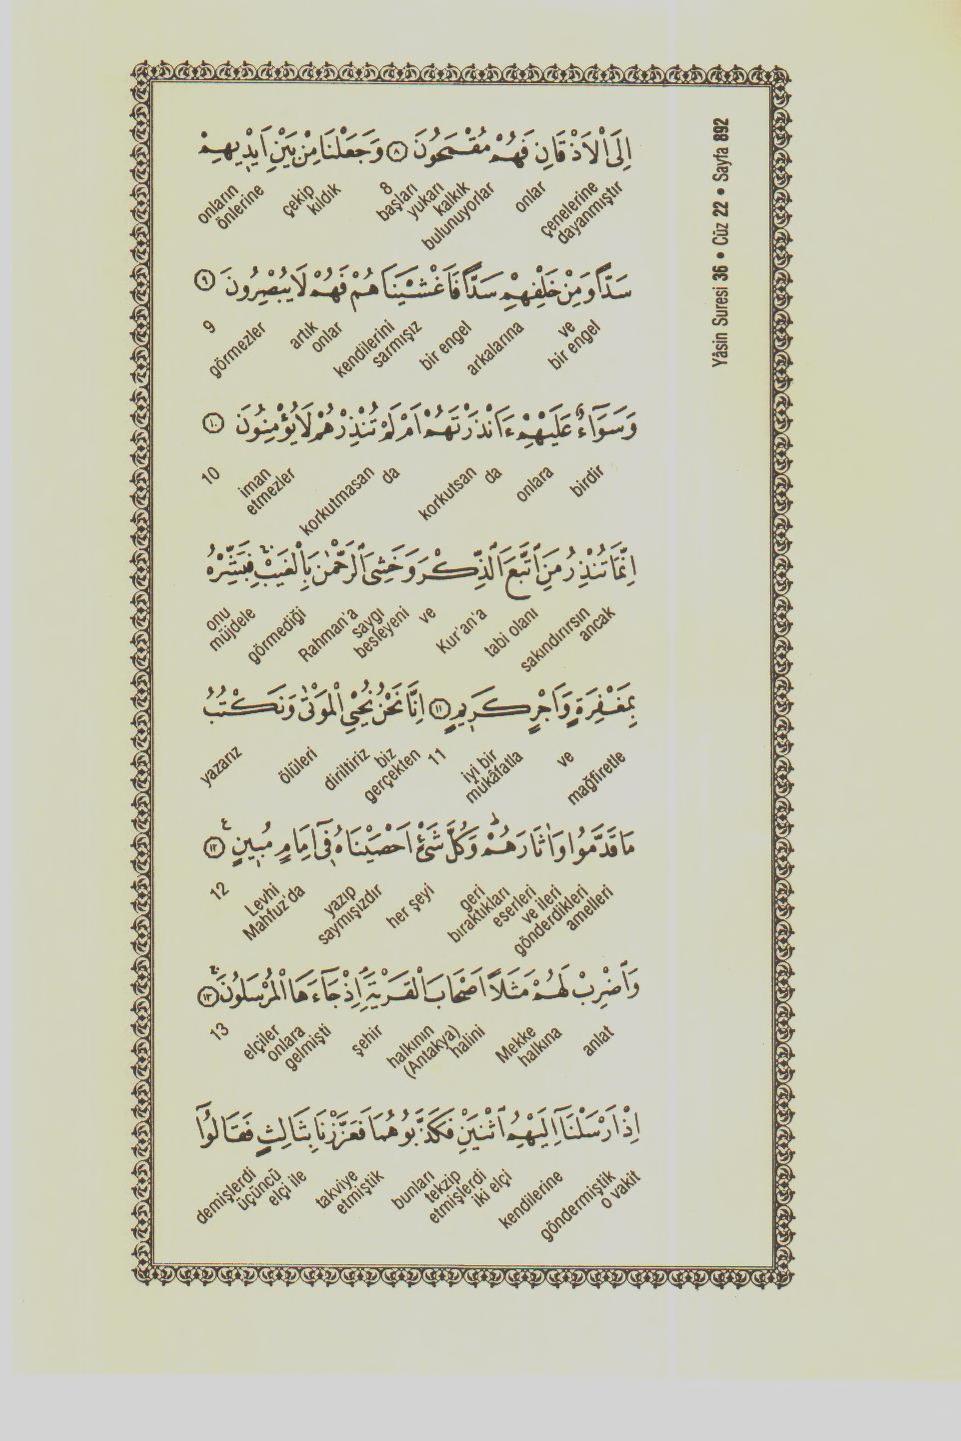 Yâsin Suresi 36 • Cüz 22 • Sayfa 892
اِلَى الْاَذْقَانِ فَهُمْ مُقْمَحُونَ ﴿٨﴾ وَجَعَلْنَا مِنْ بَيْنِ اَيْدٖيهِمْ
çenelerine dayanmıştır onlar başları yukarı kalkık bulunuyorlar 8 çekip kıldık onların önlerine
سَدًّا وَمِنْ خَلْفِهِمْ سَدًّا فَاَغْشَيْنَاهُمْ فَهُمْ لَا يُبْصِرُونَ ﴿٩﴾
ve bir engel arkalarına bir engel kendilerini sarmışız artık onlar görmezler 9
وَسَوَٓاءٌ عَلَيْهِمْ ءَاَنْذَرْتَهُمْ اَمْ لَمْ تُنْذِرْهُمْ لَا يُؤْمِنُونَ ﴿١٠﴾
birdir onlara da korkutsan da korkutmasan iman etmezler 10
اِنَّمَا تُنْذِرُ مَنِ اتَّبَعَ الذِّكْرَ وَخَشِيَ الرَّحْمٰنَ بِالْغَيْبِۚ فَبَشِّرْهُ
sakındırırsın ancak tabi olanı Kur'an'a ve saygı besleyeni Rahman'a görmediği onu müjdele
بِمَغْفِرَةٍ وَاَجْرٍ كَرٖيمٍ ﴿١١﴾ اِنَّا نَحْنُ نُحْيِ الْمَوْتٰى وَنَكْتُبُ
mağfiretle ve iyi bir mükâfatla 11 biz gerçekten diriltiriz ölüleri yazarız
مَا قَدَّمُوا وَاٰثَارَهُمْۜ وَكُلَّ شَيْءٍ اَحْصَيْنَاهُ فٖٓي اِمَامٍ مُبٖينٍ ﴿١٢﴾ ع
geri bıraktıkları eserleri ve ileri gönderdikleri amelleri her şeyi yazıp saymışızdır Levhi Mahfuz'da 12
وَاضْرِبْ لَهُمْ مَثَلًا اَصْحَابَ الْقَرْيَةِۢ اِذْ جَٓاءَهَا الْمُرْسَلُونَۚ ﴿١٣﴾
anlat Mekke halkına halkının (Antakya) halini şehir elçiler onlara gelmişti 13
اِذْ اَرْسَلْنَٓا اِلَيْهِمُ اثْنَيْنِ فَكَذَّبُوهُمَا فَعَزَّزْنَا بِثَالِثٍ فَقَالُٓوا
göndermiştik o vakit kendilerine bunları tekzip etmişlerdi iki elçi takviye etmiştik demişlerdi üçüncü elçi ile